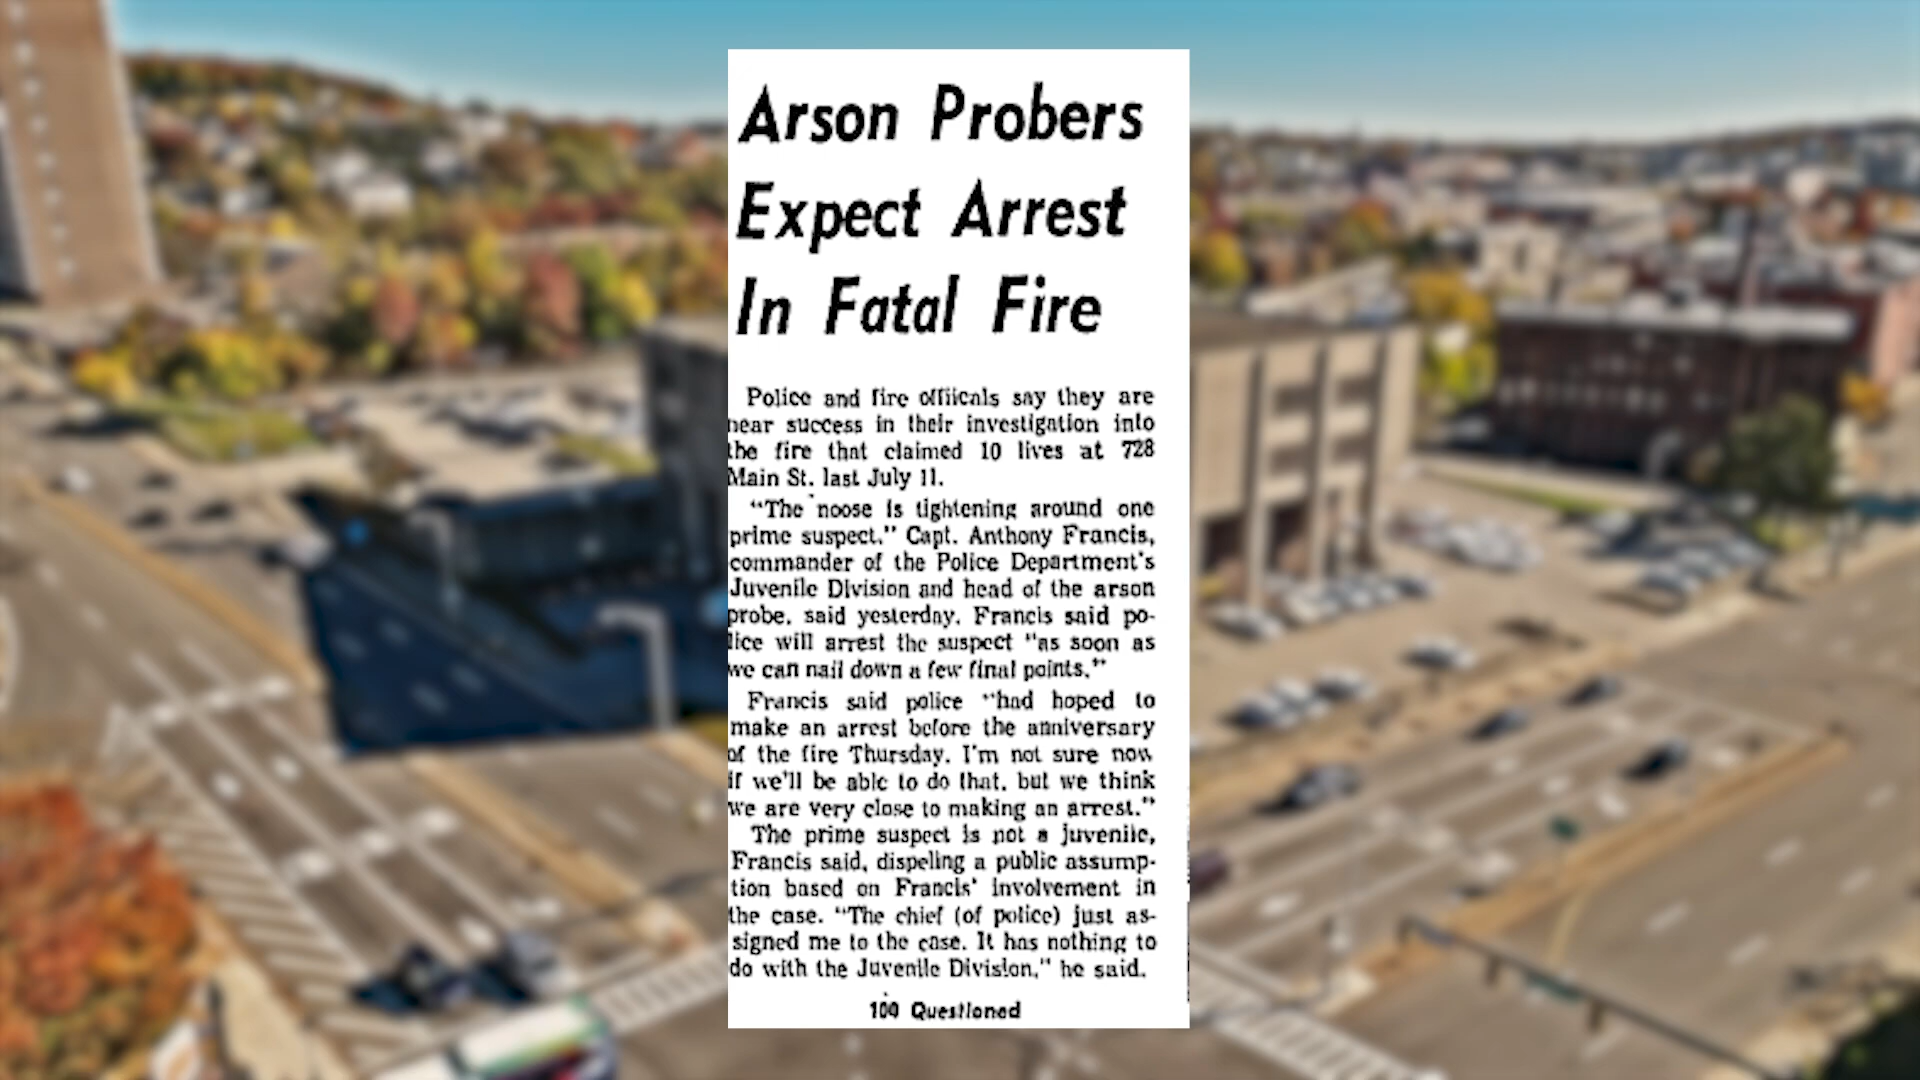 Arson Probers
Expect Arrest
In Fatal Fire
Police and fire offiicals say they are
near success in their investigation into
the fire that claimed 10 lives at 728
Main St. last July 11.
"The noose is tightening around one
prime suspect." Capt. Anthony Francis,
commander of the Police Department's
Juvenile Division and head of the arson
probe, said yesterday. Francis said po-
lice will arrest the suspect "as soon as
we can nail down a few final points."
Francis said police "had hoped to
make an arrest before the anniversary
of the fire Thursday. I'm not sure now
if we'll be able to do that, but we think
we are very close to making an arrest."
The prime suspect is not a juvenile,
Francis said, dispeling a public assump-
tion based on Francis' involvement in
the case. "The chief (of police) just as-
signed me to the case. It has nothing to
do with the Juvenile Division," he said.
100 Questioned